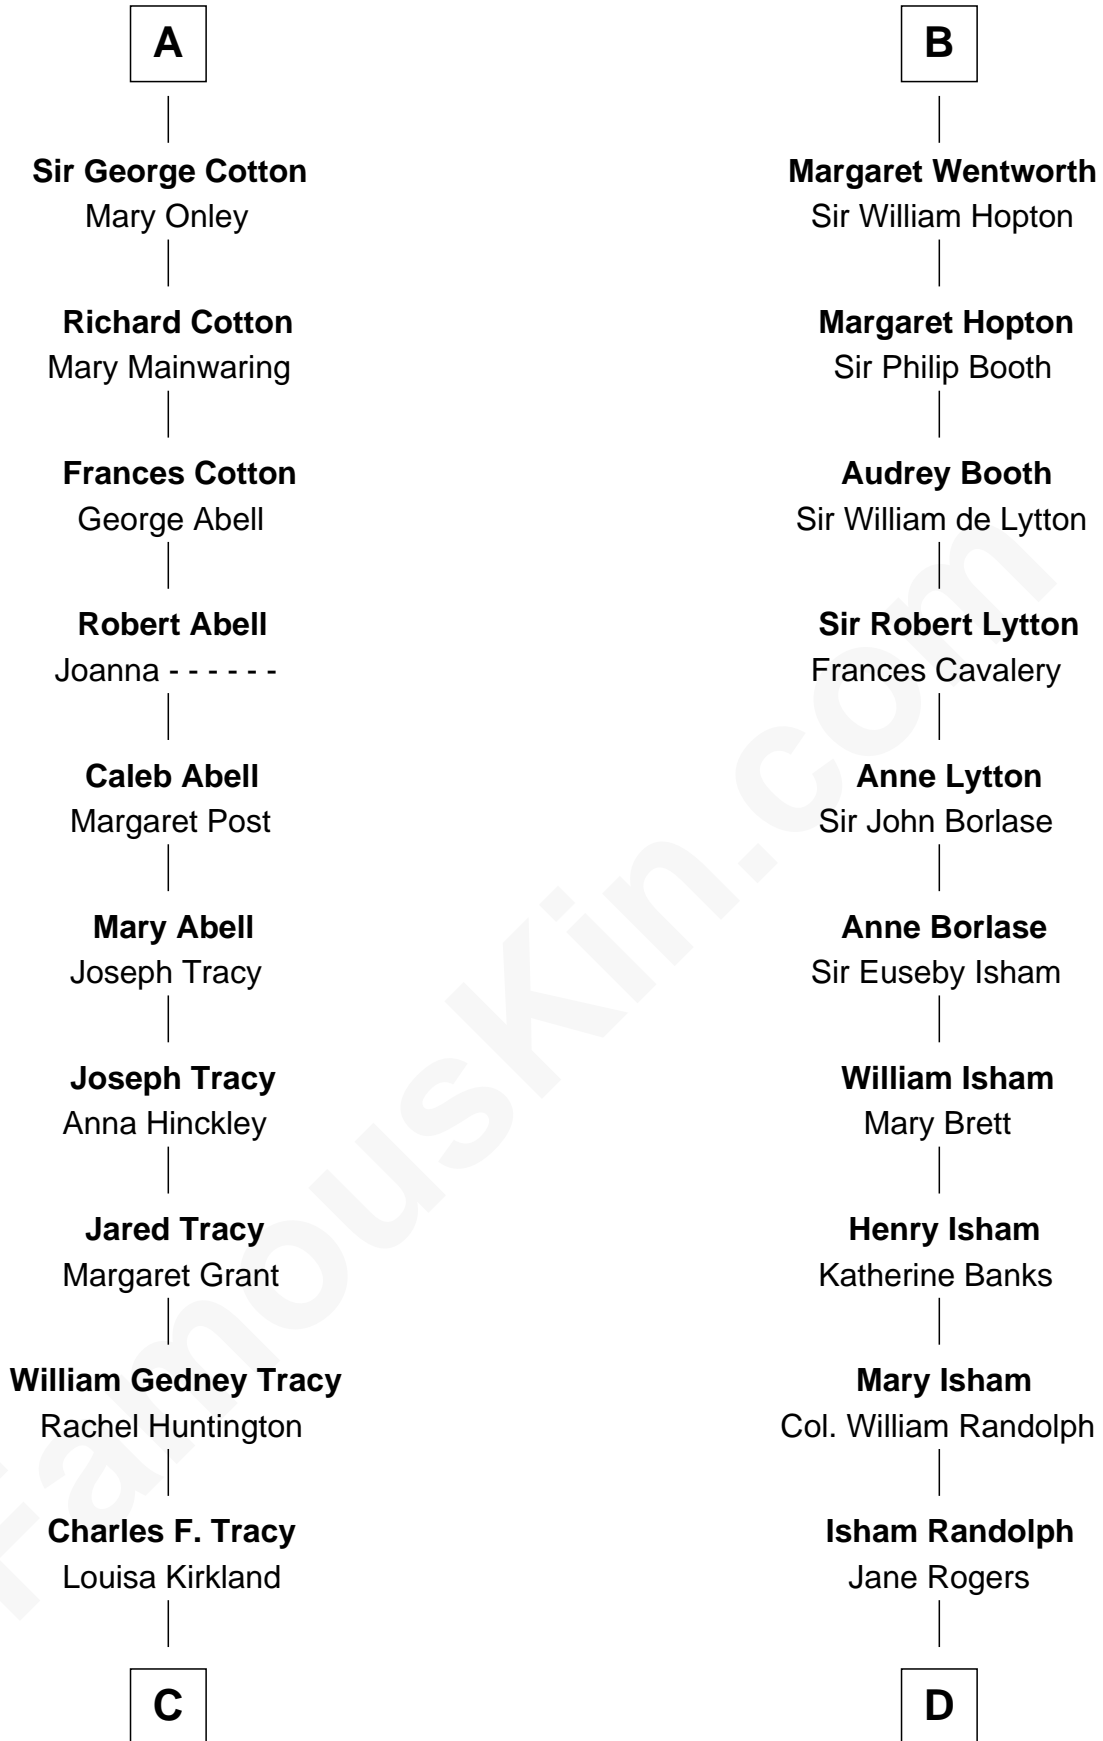 A
Sir George Cotton
Mary Onley
Richard Cotton
Mary Mainwaring
Frances Cotton
George Abell
Robert Abell
Joanna - - - - - -
Caleb Abell
Margaret Post
Mary Abell
Joseph Tracy
Joseph Tracy
Anna Hinckley
Jared Tracy
Margaret Grant
William Gedney Tracy
Rachel Huntington
Charles F. Tracy
Louisa Kirkland
C
B
Margaret Wentworth
Sir William Hopton
Margaret Hopton
Sir Philip Booth
Audrey Booth
Sir William de Lytton
Sir Robert Lytton
Frances Cavalery
Anne Lytton
Sir John Borlase
Anne Borlase
Sir Euseby Isham
William Isham
Mary Brett
Henry Isham
Katherine Banks
Mary Isham
Col. William Randolph
Isham Randolph
Jane Rogers
D
FamousKin.com